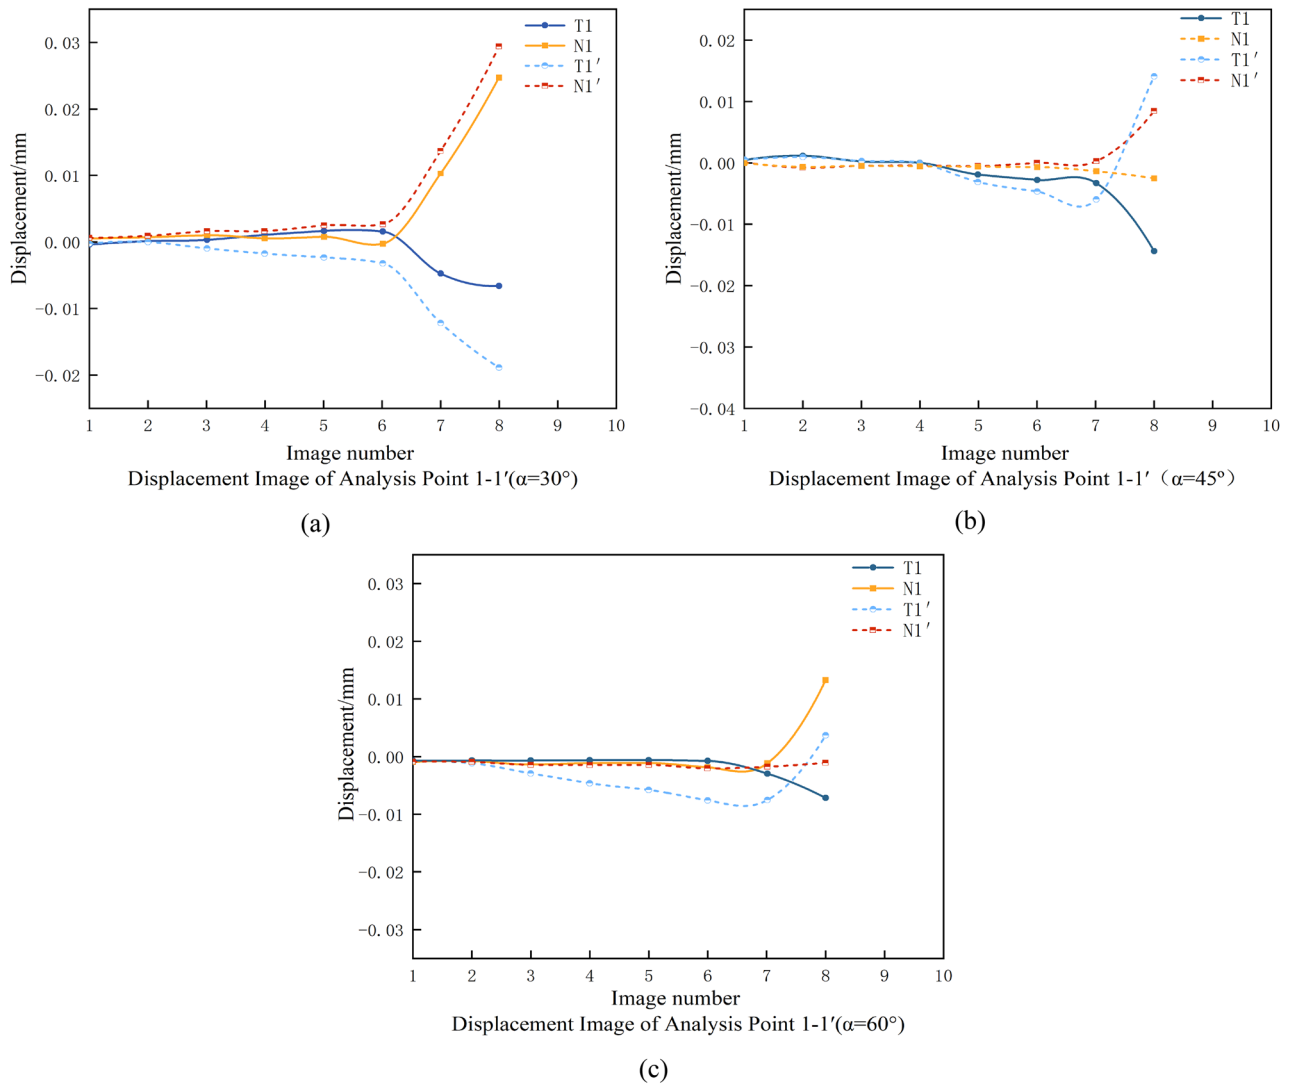 T1
N1
T1′
N1′
0.03
0.02
0.01
0.00
−0.01
−0.02
Displacement/mm
1 2 3 4 5 6 7 8 9 10
Image number
Displacement Image of Analysis Point 1-1′(α=30°)
(a)
T1
N1
T1′
N1′
0.02
0.01
0.00
−0.01
−0.02
−0.03
−0.04
Displacement/mm
1 2 3 4 5 6 7 8 9 10
Image number
Displacement Image of Analysis Point 1-1′（α=45°）
(b)
T1
N1
T1′
N1′
0.03
0.02
0.01
0.00
−0.01
−0.02
−0.03
Displacement/mm
1 2 3 4 5 6 7 8 9 10
Image number
Displacement Image of Analysis Point 1-1′(α=60°)
(c)